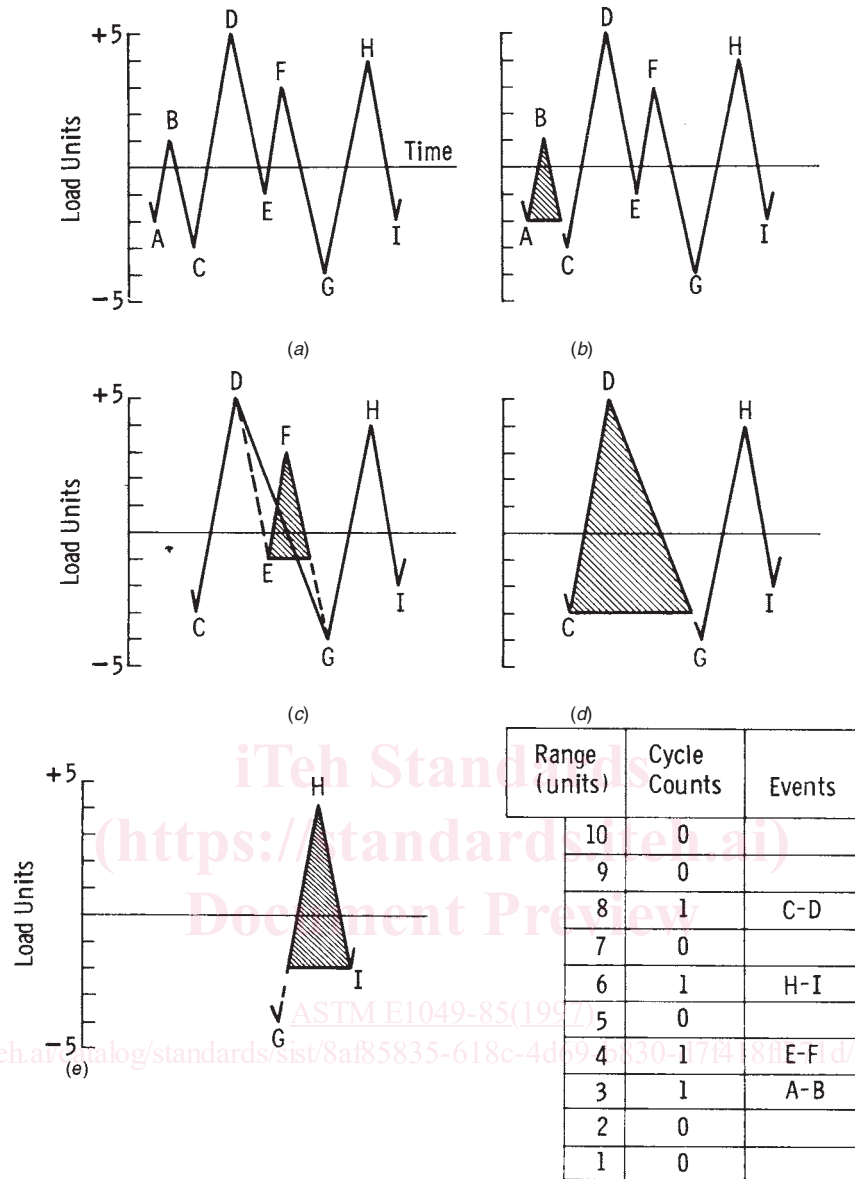 +5
D
H
F
B
Load Units
Time
A
E
I
C
G
-5
(a)
D
H
F
B
A
E
I
C
G
(b)
+5
D
H
F
Load Units
E
I
C
G
-5
(c)
D
H
C
I
G
(d)
+5
H
Load Units
I
G
-5
(e)
Range (units) Cycle Counts Events
10 0
9 0
8 1 C-D
7 0
6 1 H-I
5 0
4 1 E-F
3 1 A-B
2 0
1 0
iTeh Standards
(https://standards.iteh.ai)
Document Preview
ASTM E1049-85(1997)